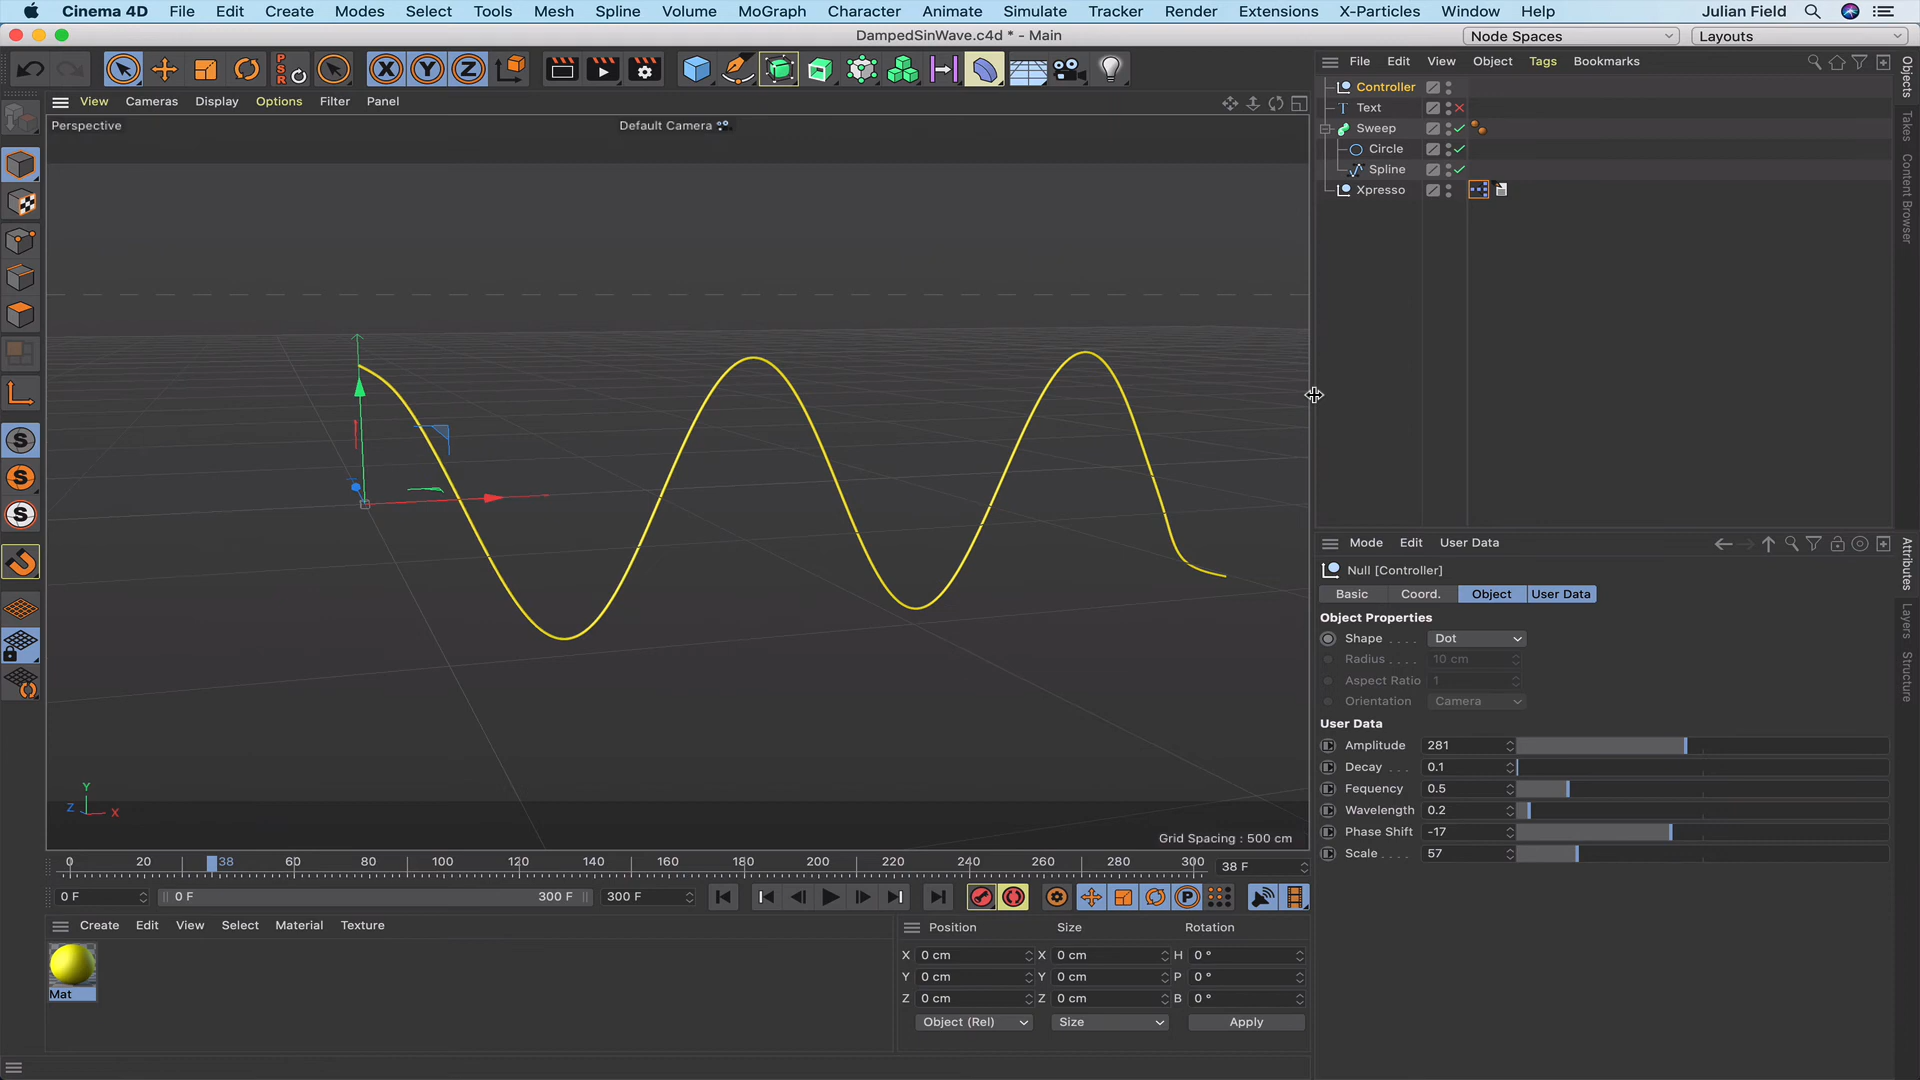 Cinema 4D File Edit Create Modes Select Tools Mesh Spline Volume MoGraph Character Animate Simulate Tracker Render Extensions X-Particles Window Help Julian Field
DampedSinWave.c4d * - Main
Node Spaces Layouts
PSR X Y Z
File Edit View Object Tags Bookmarks
View Cameras Display Options Filter Panel
Perspective Default Camera
Controller
Text
Sweep
Circle
Spline
Xpresso
Objects
Takes
Content Browser
Mode Edit User Data
Null [Controller]
Basic Coord. Object User Data
Object Properties
Shape . . . . Dot
Radius . . . . 10 cm
Aspect Ratio 1
Orientation Camera
User Data
Amplitude 281
Decay . . . 0.1
Fequency 0.5
Wavelength 0.2
Phase Shift -17
Scale . . . . 57
Attributes
Layers
Structure
S
S
S
Y
Z X
Grid Spacing : 500 cm
0 20 38 60 80 100 120 140 160 180 200 220 240 260 280 300 38 F
0 F 0 F 300 F 300 F P
Create Edit View Select Material Texture
Mat
Position Size Rotation
X 0 cm X 0 cm H 0 °
Y 0 cm Y 0 cm P 0 °
Z 0 cm Z 0 cm B 0 °
Object (Rel) Size Apply